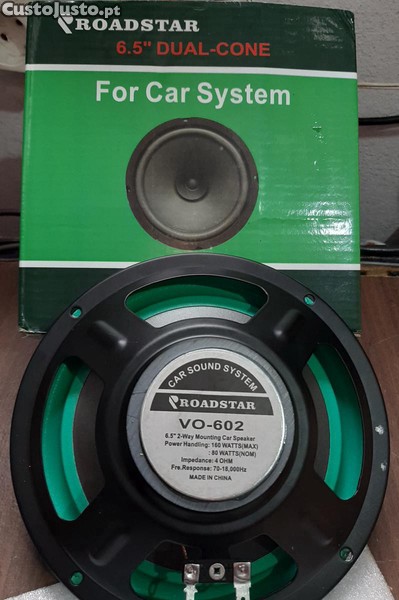 CustoJusto.pt
ROADSTAR
6.5" DUAL-CONE
For Car System
CAR SOUND SYSTEM
ROADSTAR
VO-602
6.5" 2-Way Mounting Car Speaker
Power Handling: 160 WATTS(MAX)
: 80 WATTS(NOM)
Impedance: 4 OHM
Fre.Response: 70-18,000Hz
MADE IN CHINA